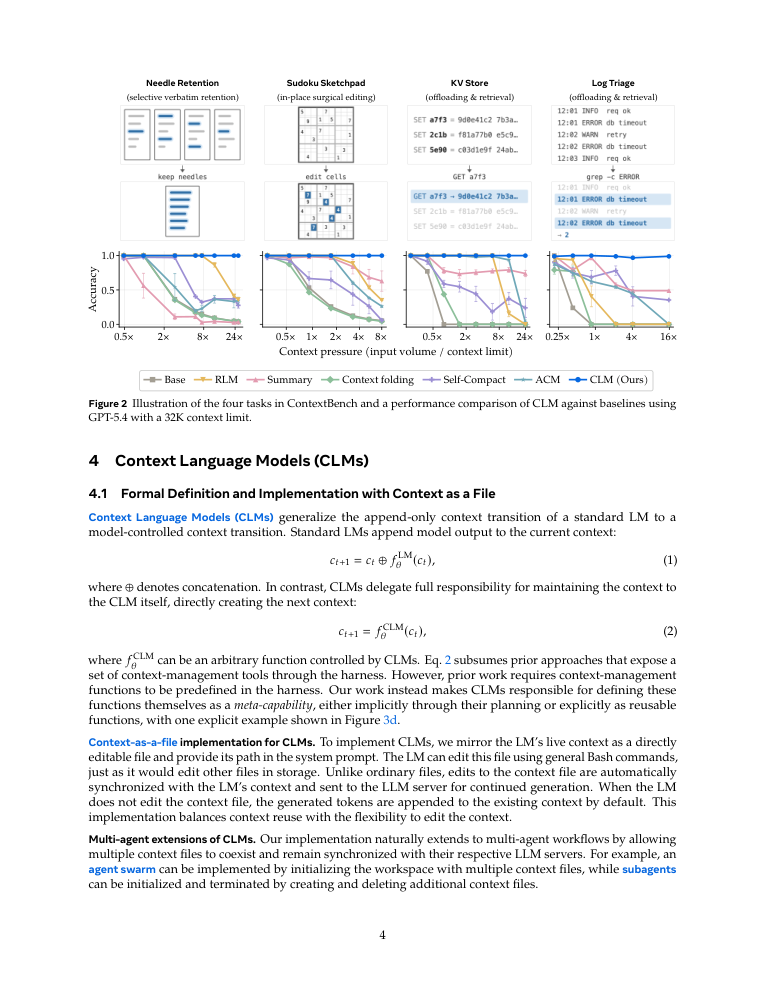 Needle Retention
(selective verbatim retention)
keep needles
Sudoku Sketchpad
(in-place surgical editing)
edit cells
KV Store
(offloading & retrieval)
SET a7f3 = 9d0e41c2 7b3a…
SET 2c1b = f81a77b0 e5c9…
SET 5e90 = c03d1e9f 24ab…
GET a7f3
GET a7f3 → 9d0e41c2 7b3a…
SET 2c1b = f81a77b0 e5c9…
SET 5e90 = c03d1e9f 24ab…
Log Triage
(offloading & retrieval)
12:01 INFO req ok
12:01 ERROR db timeout
12:02 WARN retry
12:02 ERROR db timeout
12:03 INFO req ok
grep -c ERROR
12:01 INFO req ok
12:01 ERROR db timeout
12:02 WARN retry
12:02 ERROR db timeout
→ 2
Accuracy
1.0
0.5
0.0
0.5× 2× 8× 24×
0.5× 1× 2× 4× 8×
0.5× 2× 8× 24×
0.25× 1× 4× 16×
Context pressure (input volume / context limit)
Base RLM Summary Context folding Self-Compact ACM CLM (Ours)
Figure 2 Illustration of the four tasks in ContextBench and a performance comparison of CLM against baselines using
GPT-5.4 with a 32K context limit.
4 Context Language Models (CLMs)
4.1 Formal Definition and Implementation with Context as a File
Context Language Models (CLMs) generalize the append-only context transition of a standard LM to a
model-controlled context transition. Standard LMs append model output to the current context:
c_{t+1} = c_t ⊕ f_θ^{LM}(c_t), (1)
where ⊕ denotes concatenation. In contrast, CLMs delegate full responsibility for maintaining the context to
the CLM itself, directly creating the next context:
c_{t+1} = f_θ^{CLM}(c_t), (2)
where f_θ^{CLM} can be an arbitrary function controlled by CLMs. Eq. 2 subsumes prior approaches that expose a
set of context-management tools through the harness. However, prior work requires context-management
functions to be predefined in the harness. Our work instead makes CLMs responsible for defining these
functions themselves as a meta-capability, either implicitly through their planning or explicitly as reusable
functions, with one explicit example shown in Figure 3d.
Context-as-a-file implementation for CLMs. To implement CLMs, we mirror the LM's live context as a directly
editable file and provide its path in the system prompt. The LM can edit this file using general Bash commands,
just as it would edit other files in storage. Unlike ordinary files, edits to the context file are automatically
synchronized with the LM's context and sent to the LLM server for continued generation. When the LM
does not edit the context file, the generated tokens are appended to the existing context by default. This
implementation balances context reuse with the flexibility to edit the context.
Multi-agent extensions of CLMs. Our implementation naturally extends to multi-agent workflows by allowing
multiple context files to coexist and remain synchronized with their respective LLM servers. For example, an
agent swarm can be implemented by initializing the workspace with multiple context files, while subagents
can be initialized and terminated by creating and deleting additional context files.
4